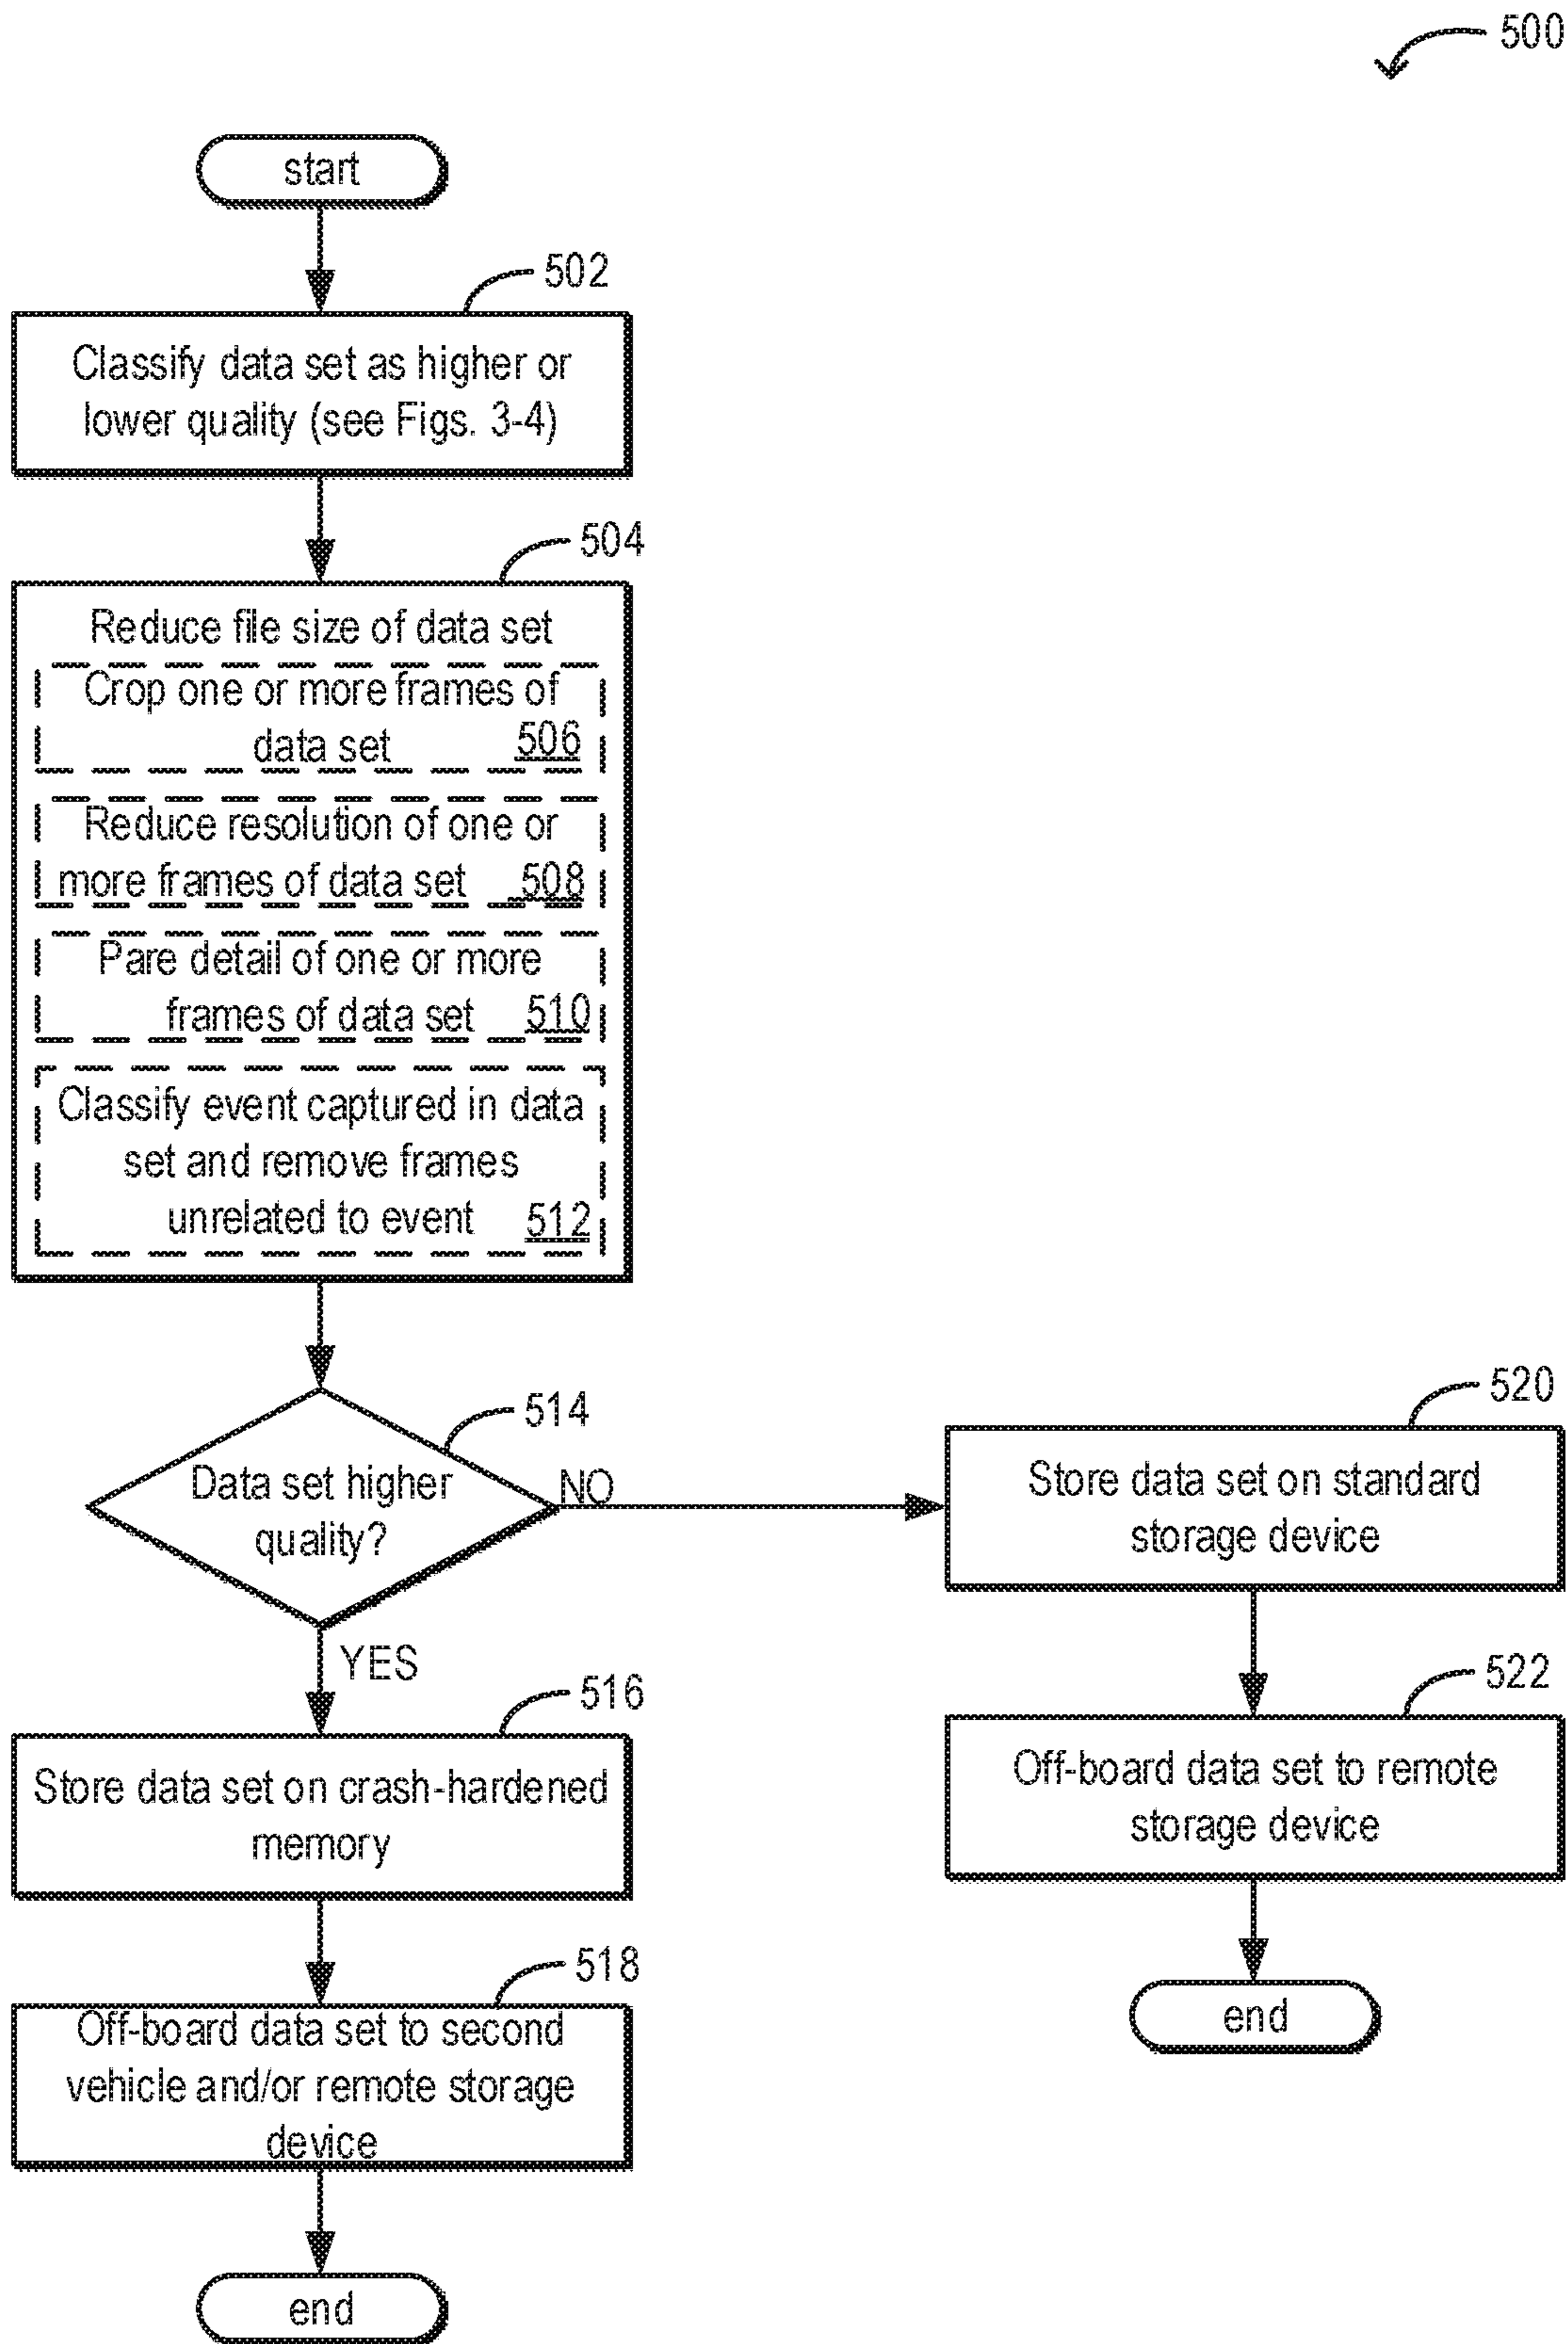 500
start
502
Classify data set as higher or
lower quality (see Figs. 3-4)
504
Reduce file size of data set
Crop one or more frames of
data set 506
Reduce resolution of one or
more frames of data set 508
Pare detail of one or more
frames of data set 510
Classify event captured in data
set and remove frames
unrelated to event 512
514
Data set higher
quality?
NO
YES
516
Store data set on crash-hardened
memory
518
Off-board data set to second
vehicle and/or remote storage
device
end
520
Store data set on standard
storage device
522
Off-board data set to remote
storage device
end